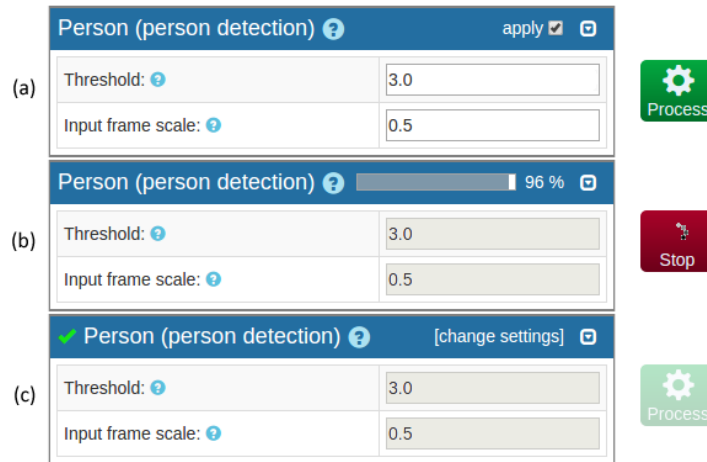 Person (person detection) ? apply
(a)
Threshold: ? 3.0
Input frame scale: ? 0.5
Process
Person (person detection) ? 96 %
(b)
Threshold: ? 3.0
Input frame scale: ? 0.5
Stop
Person (person detection) ? [change settings]
(c)
Threshold: ? 3.0
Input frame scale: ? 0.5
Process